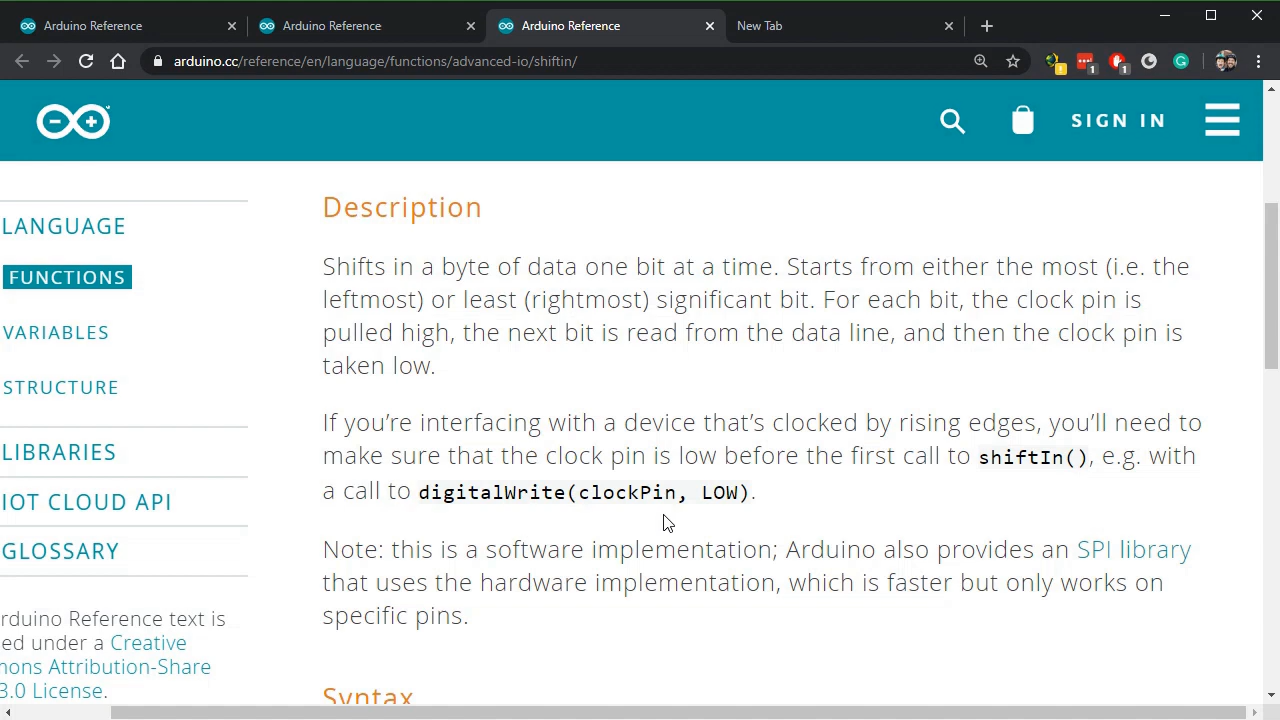 Arduino Reference
Arduino Reference
Arduino Reference
New Tab
arduino.cc/reference/en/language/functions/advanced-io/shiftin/
1
1
SIGN IN
LANGUAGE
FUNCTIONS
VARIABLES
STRUCTURE
LIBRARIES
IOT CLOUD API
GLOSSARY
rduino Reference text is
ed under a Creative
mons Attribution-Share
3.0 License.
Description
Shifts in a byte of data one bit at a time. Starts from either the most (i.e. the
leftmost) or least (rightmost) significant bit. For each bit, the clock pin is
pulled high, the next bit is read from the data line, and then the clock pin is
taken low.
If you’re interfacing with a device that’s clocked by rising edges, you’ll need to
make sure that the clock pin is low before the first call to shiftIn(), e.g. with
a call to digitalWrite(clockPin, LOW).
Note: this is a software implementation; Arduino also provides an SPI library
that uses the hardware implementation, which is faster but only works on
specific pins.
Syntax